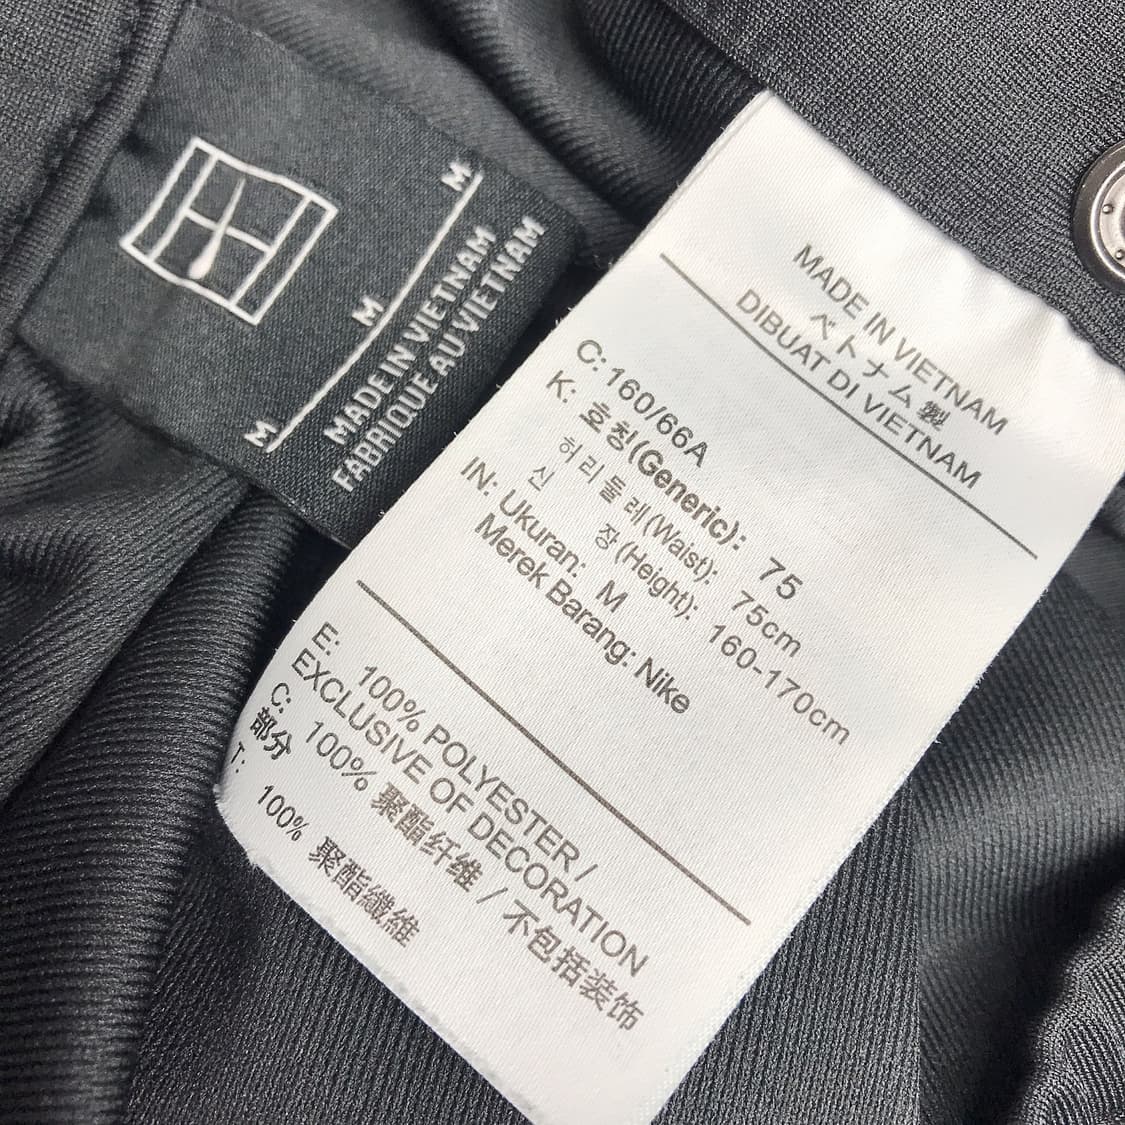 M
M
M
MADE IN VIETNAM
FABRIQUE AU VIETNAM
MADE IN VIETNAM
ベトナム製
DIBUAT DI VIETNAM
C: 160/66A
K: 호칭(Generic): 75
허리둘레(Waist): 75cm
신 장(Height): 160-170cm
IN: Ukuran: M
Merek Barang: Nike
E: 100% POLYESTER /
EXCLUSIVE OF DECORATION
C: 100% 聚酯纤维 / 不包括装饰
部分
T: 100% 聚酯纖維